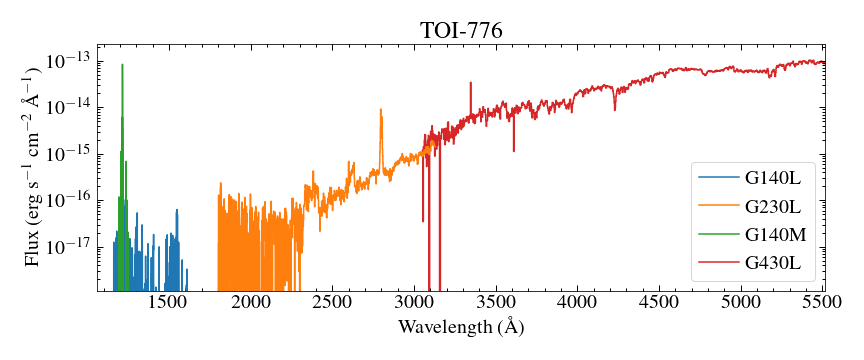 TOI-776
Flux (erg s⁻¹ cm⁻² Å⁻¹)
10⁻¹³
10⁻¹⁴
10⁻¹⁵
10⁻¹⁶
10⁻¹⁷
G140L
G230L
G140M
G430L
1500 2000 2500 3000 3500 4000 4500 5000 5500
Wavelength (Å)